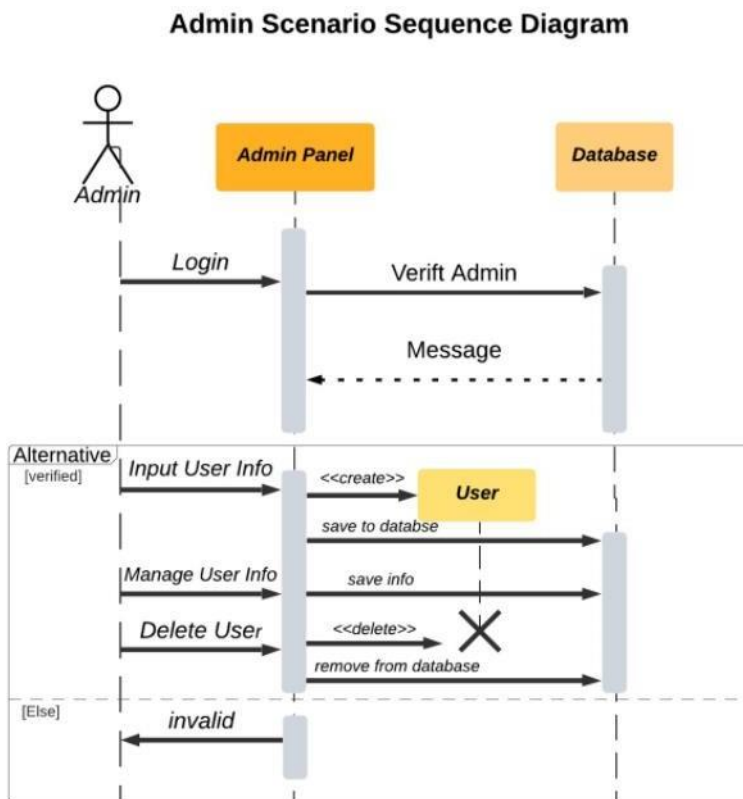 Admin Scenario Sequence Diagram
Admin Panel
Database
Admin
Login
Verift Admin
Message
Alternative
[verified]
Input User Info
<<create>>
User
save to databse
Manage User Info
save info
Delete User
<<delete>>
remove from database
[Else]
invalid